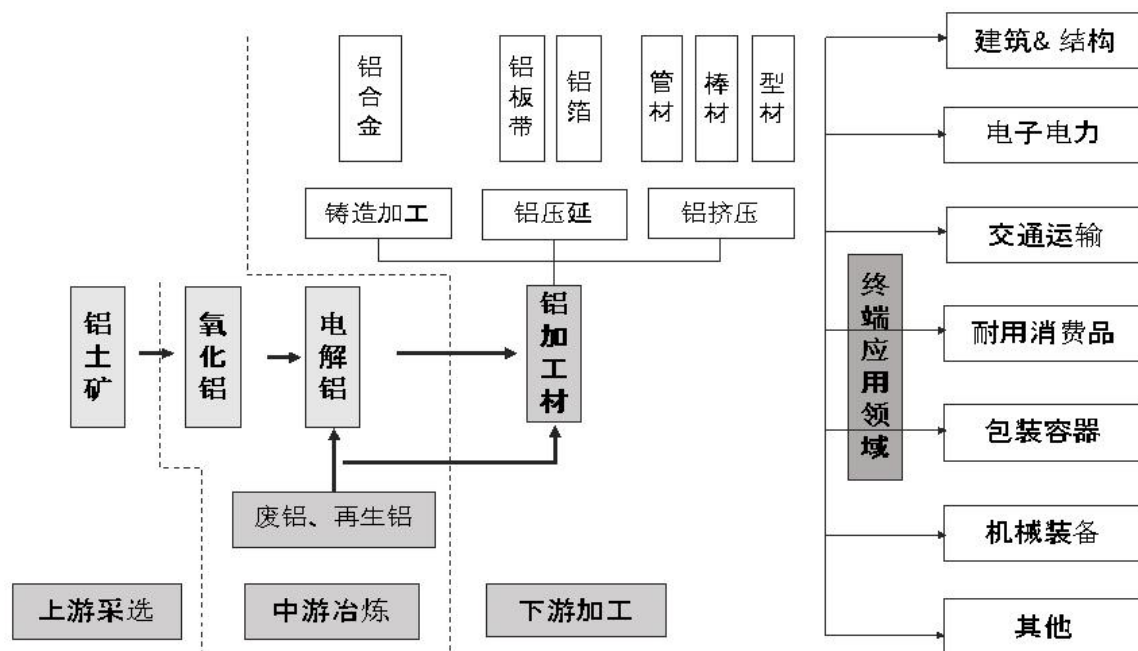 铝合金
铝板带
铝箔
管材
棒材
型材
铸造加工
铝压延
铝挤压
铝土矿
氧化铝
电解铝
铝加工材
废铝、再生铝
上游采选
中游冶炼
下游加工
终端应用领域
建筑& 结构
电子电力
交通运输
耐用消费品
包装容器
机械装备
其他